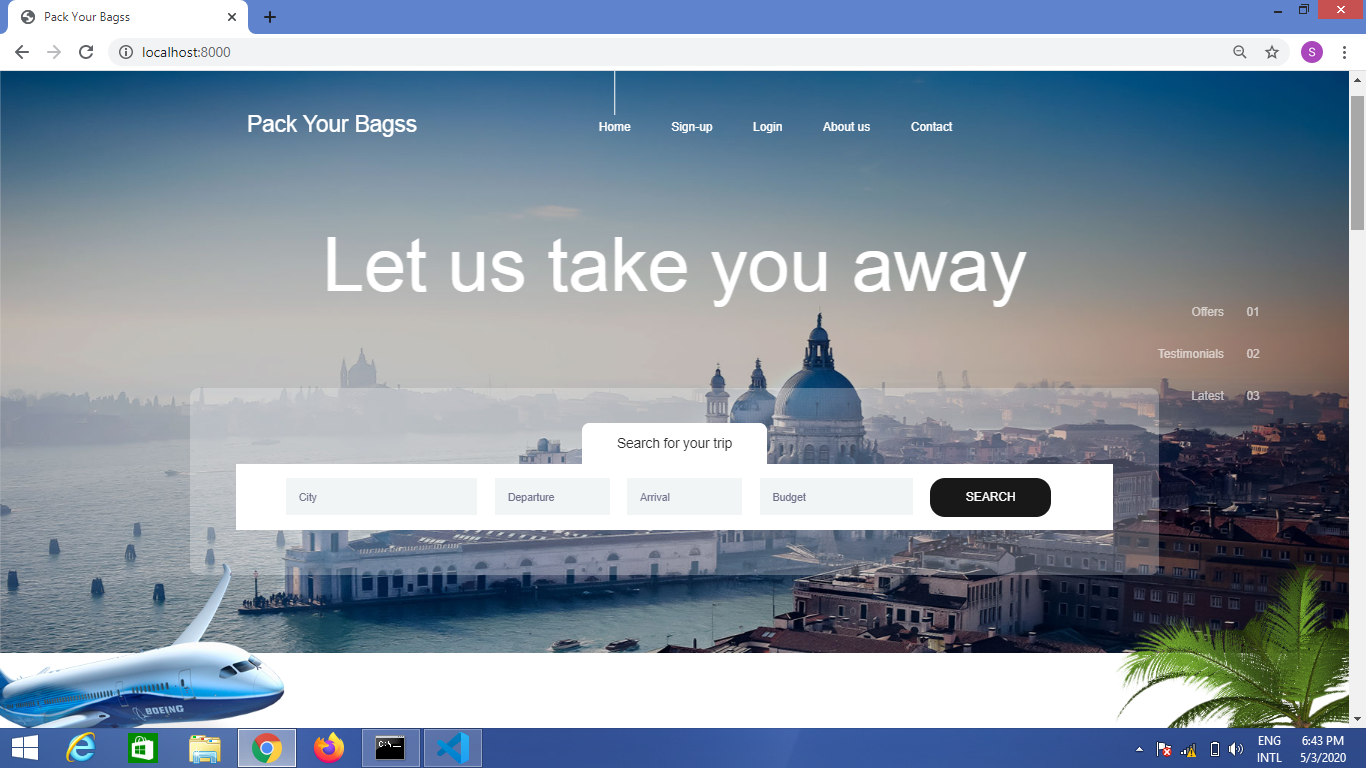 Pack Your Bagss
localhost:8000
S
Pack Your Bagss
Home Sign-up Login About us Contact
Let us take you away
Offers 01
Testimonials 02
Latest 03
Search for your trip
City Departure Arrival Budget SEARCH
BOEING
C:\_
ENG 6:43 PM
INTL 5/3/2020